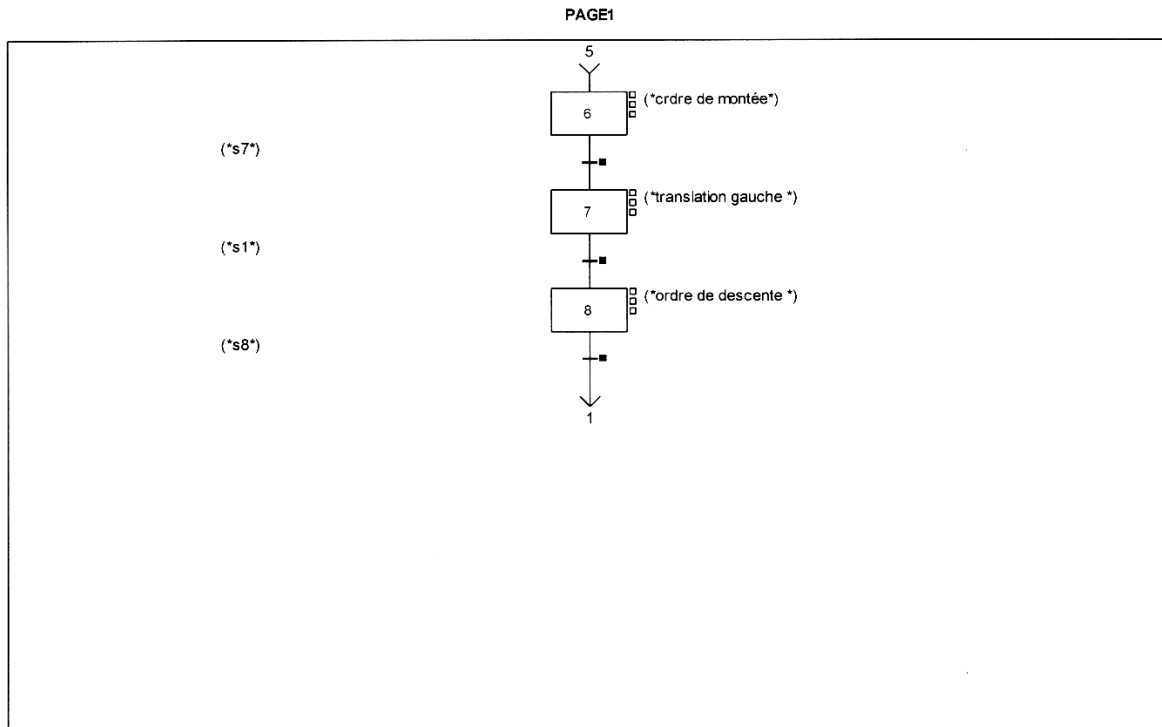 PAGE1
5
6
(*crdre de montée*)
(*s7*)
7
(*translation gauche *)
(*s1*)
8
(*ordre de descente *)
(*s8*)
1